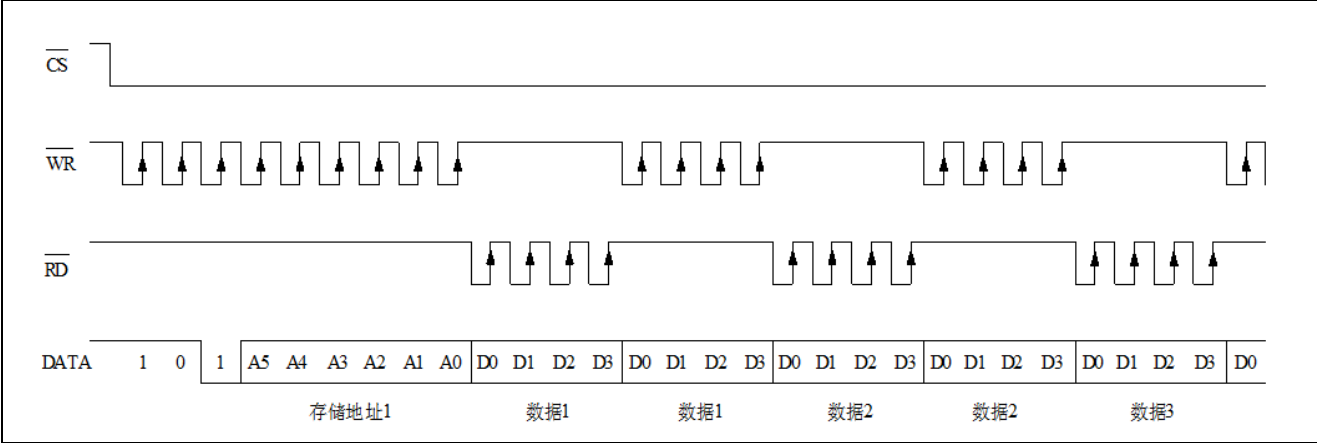 CS
WR
RD
DATA 1 0 1 A5 A4 A3 A2 A1 A0 D0 D1 D2 D3 D0 D1 D2 D3 D0 D1 D2 D3 D0 D1 D2 D3 D0 D1 D2 D3 D0
存储地址1 数据1 数据1 数据2 数据2 数据3